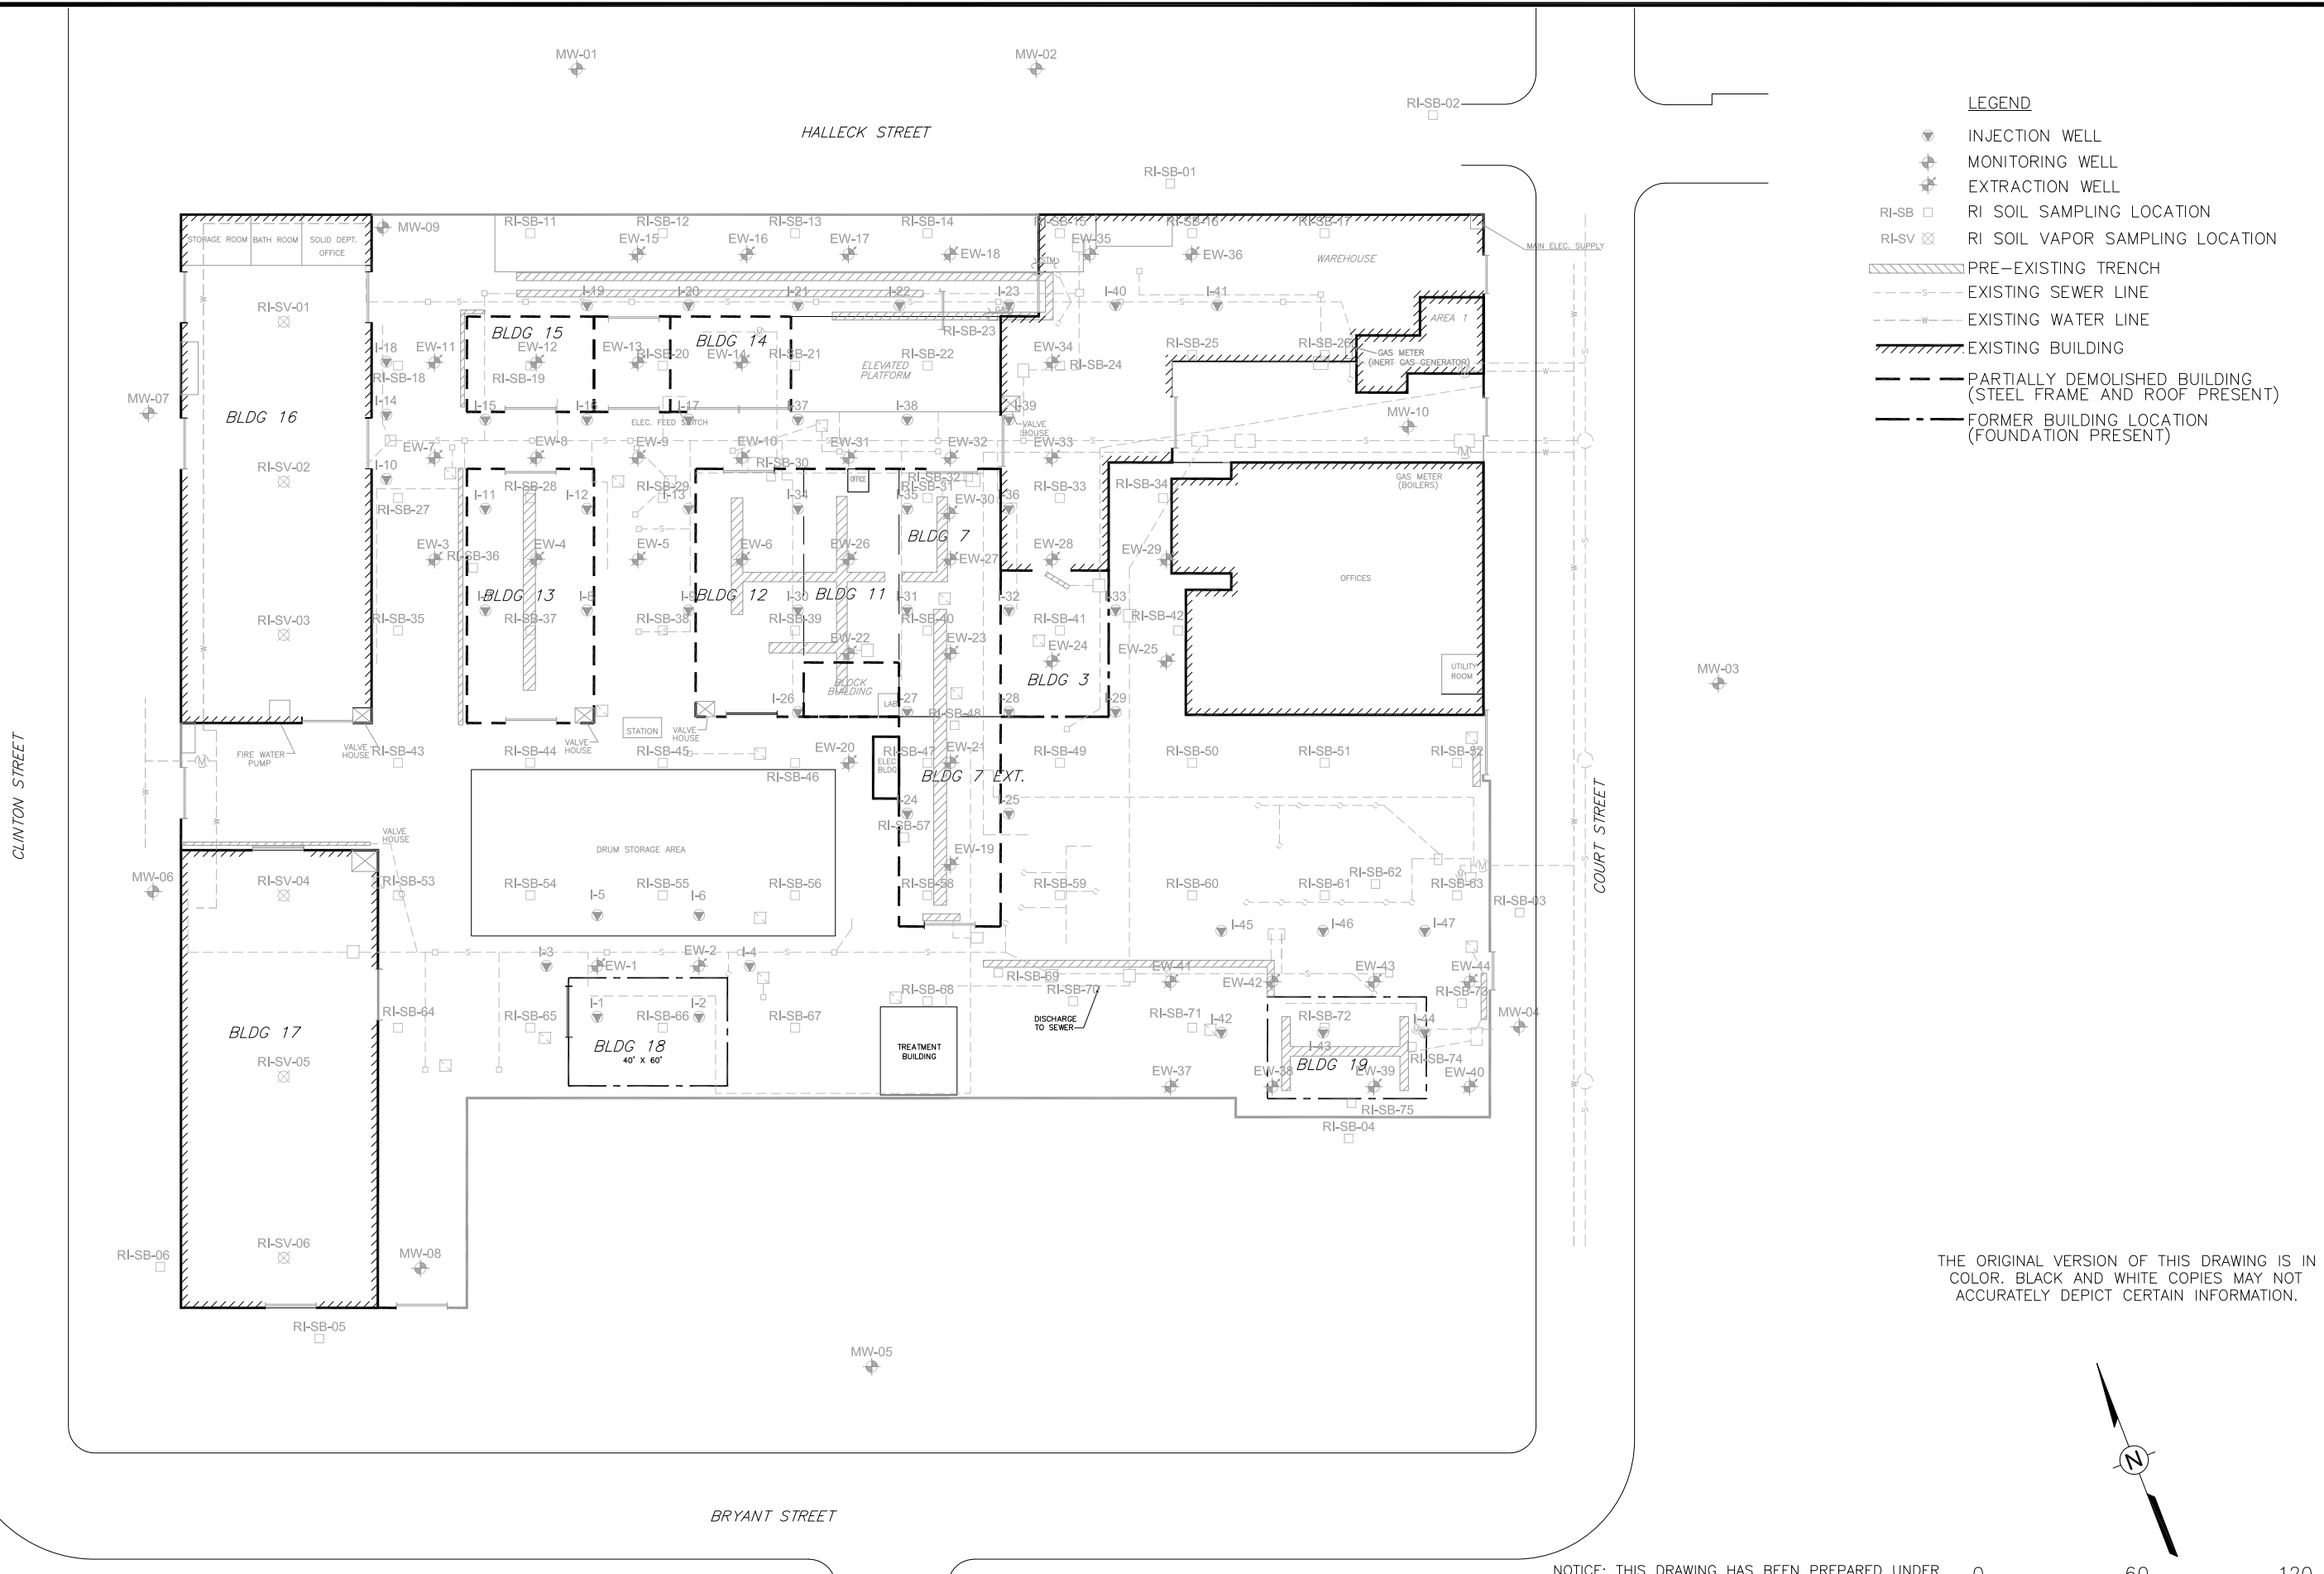 MW-01
MW-02
RI-SB-02
HALLECK STREET
RI-SB-01
LEGEND
INJECTION WELL
MONITORING WELL
EXTRACTION WELL
RI-SB RI SOIL SAMPLING LOCATION
RI-SV RI SOIL VAPOR SAMPLING LOCATION
PRE-EXISTING TRENCH
S EXISTING SEWER LINE
W EXISTING WATER LINE
EXISTING BUILDING
PARTIALLY DEMOLISHED BUILDING
(STEEL FRAME AND ROOF PRESENT)
FORMER BUILDING LOCATION
(FOUNDATION PRESENT)
MW-09 RI-SB-11 RI-SB-12 RI-SB-13 RI-SB-14 RI-SB-15 RI-SB-16 RI-SB-17
STORAGE ROOM BATH ROOM SOLID DEPT.
OFFICE
EW-15 EW-16 EW-17 EW-18 EW-35 EW-36
WAREHOUSE
MAIN ELEC. SUPPLY
I-19 I-20 I-21 I-22 I-23 I-40 I-41
RI-SV-01
AREA 1
BLDG 15 BLDG 14 RI-SB-23
I-18 EW-11 EW-12 EW-13 RI-SB-20 EW-14 RI-SB-21 RI-SB-22 EW-34 RI-SB-24 RI-SB-25 RI-SB-26
GAS METER
(INERT GAS GENERATOR)
ELEVATED
PLATFORM
RI-SB-18 RI-SB-19
MW-07 I-14 I-15 I-16 I-17 I-37 I-38 I-39 MW-10
BLDG 16
ELEC. FEED SWITCH
VALVE
HOUSE
EW-7 EW-8 EW-9 EW-10 EW-31 EW-32 EW-33
RI-SV-02 I-10 RI-SB-30
RI-SB-28 RI-SB-29 OFFICE RI-SB-32 RI-SB-31 RI-SB-33 RI-SB-34
GAS METER
(BOILERS)
I-11 I-12 I-13 I-34 I-35 EW-30 I-36
RI-SB-27
BLDG 7
EW-3 RI-SB-36 EW-4 EW-5 EW-6 EW-26 EW-27 EW-28 EW-29
OFFICES
BLDG 13 I-8 I-9 BLDG 12 I-30 BLDG 11 I-31 I-32 I-33
RI-SV-03 RI-SB-35 RI-SB-37 RI-SB-38 RI-SB-39 RI-SB-40 RI-SB-41 RI-SB-42
EW-22 EW-23 EW-24 EW-25
UTILITY
ROOM
MW-03
BLDG 3
BLOCK
BUILDING
I-26 LAB I-27 I-28 I-29
RI-SB-48
STATION
VALVE
HOUSE
VALVE
HOUSE
VALVE
HOUSE
FIRE WATER
PUMP
RI-SB-43 RI-SB-44 RI-SB-45 EW-20 RI-SB-47 EW-21 RI-SB-49 RI-SB-50 RI-SB-51 RI-SB-52
RI-SB-46
ELEC.
BLDG
BLDG 7 EXT.
CLINTON STREET
COURT STREET
I-24 I-25
RI-SB-57
VALVE
HOUSE
DRUM STORAGE AREA
EW-19
MW-06 RI-SV-04 RI-SB-53 RI-SB-54 RI-SB-55 RI-SB-56 RI-SB-58 RI-SB-59 RI-SB-60 RI-SB-61 RI-SB-62 RI-SB-63
RI-SB-03
I-5 I-6
I-45 I-46 I-47
I-3 EW-1 EW-2 I-4
RI-SB-69 EW-41 EW-42 EW-43 EW-44
RI-SB-68 RI-SB-70 RI-SB-73
I-1 I-2
RI-SB-64 RI-SB-65 RI-SB-66 RI-SB-67 RI-SB-71 I-42 RI-SB-72 I-44 MW-04
DISCHARGE
TO SEWER
BLDG 17
BLDG 18
40' X 60'
TREATMENT
BUILDING
I-43
BLDG 19
RI-SB-74
RI-SV-05
EW-37 EW-38 EW-39 EW-40
RI-SB-75
RI-SB-04
RI-SB-06 RI-SV-06 MW-08
RI-SB-05
MW-05
THE ORIGINAL VERSION OF THIS DRAWING IS IN
COLOR. BLACK AND WHITE COPIES MAY NOT
ACCURATELY DEPICT CERTAIN INFORMATION.
N
BRYANT STREET
NOTICE: THIS DRAWING HAS BEEN PREPARED UNDER
0 60 120